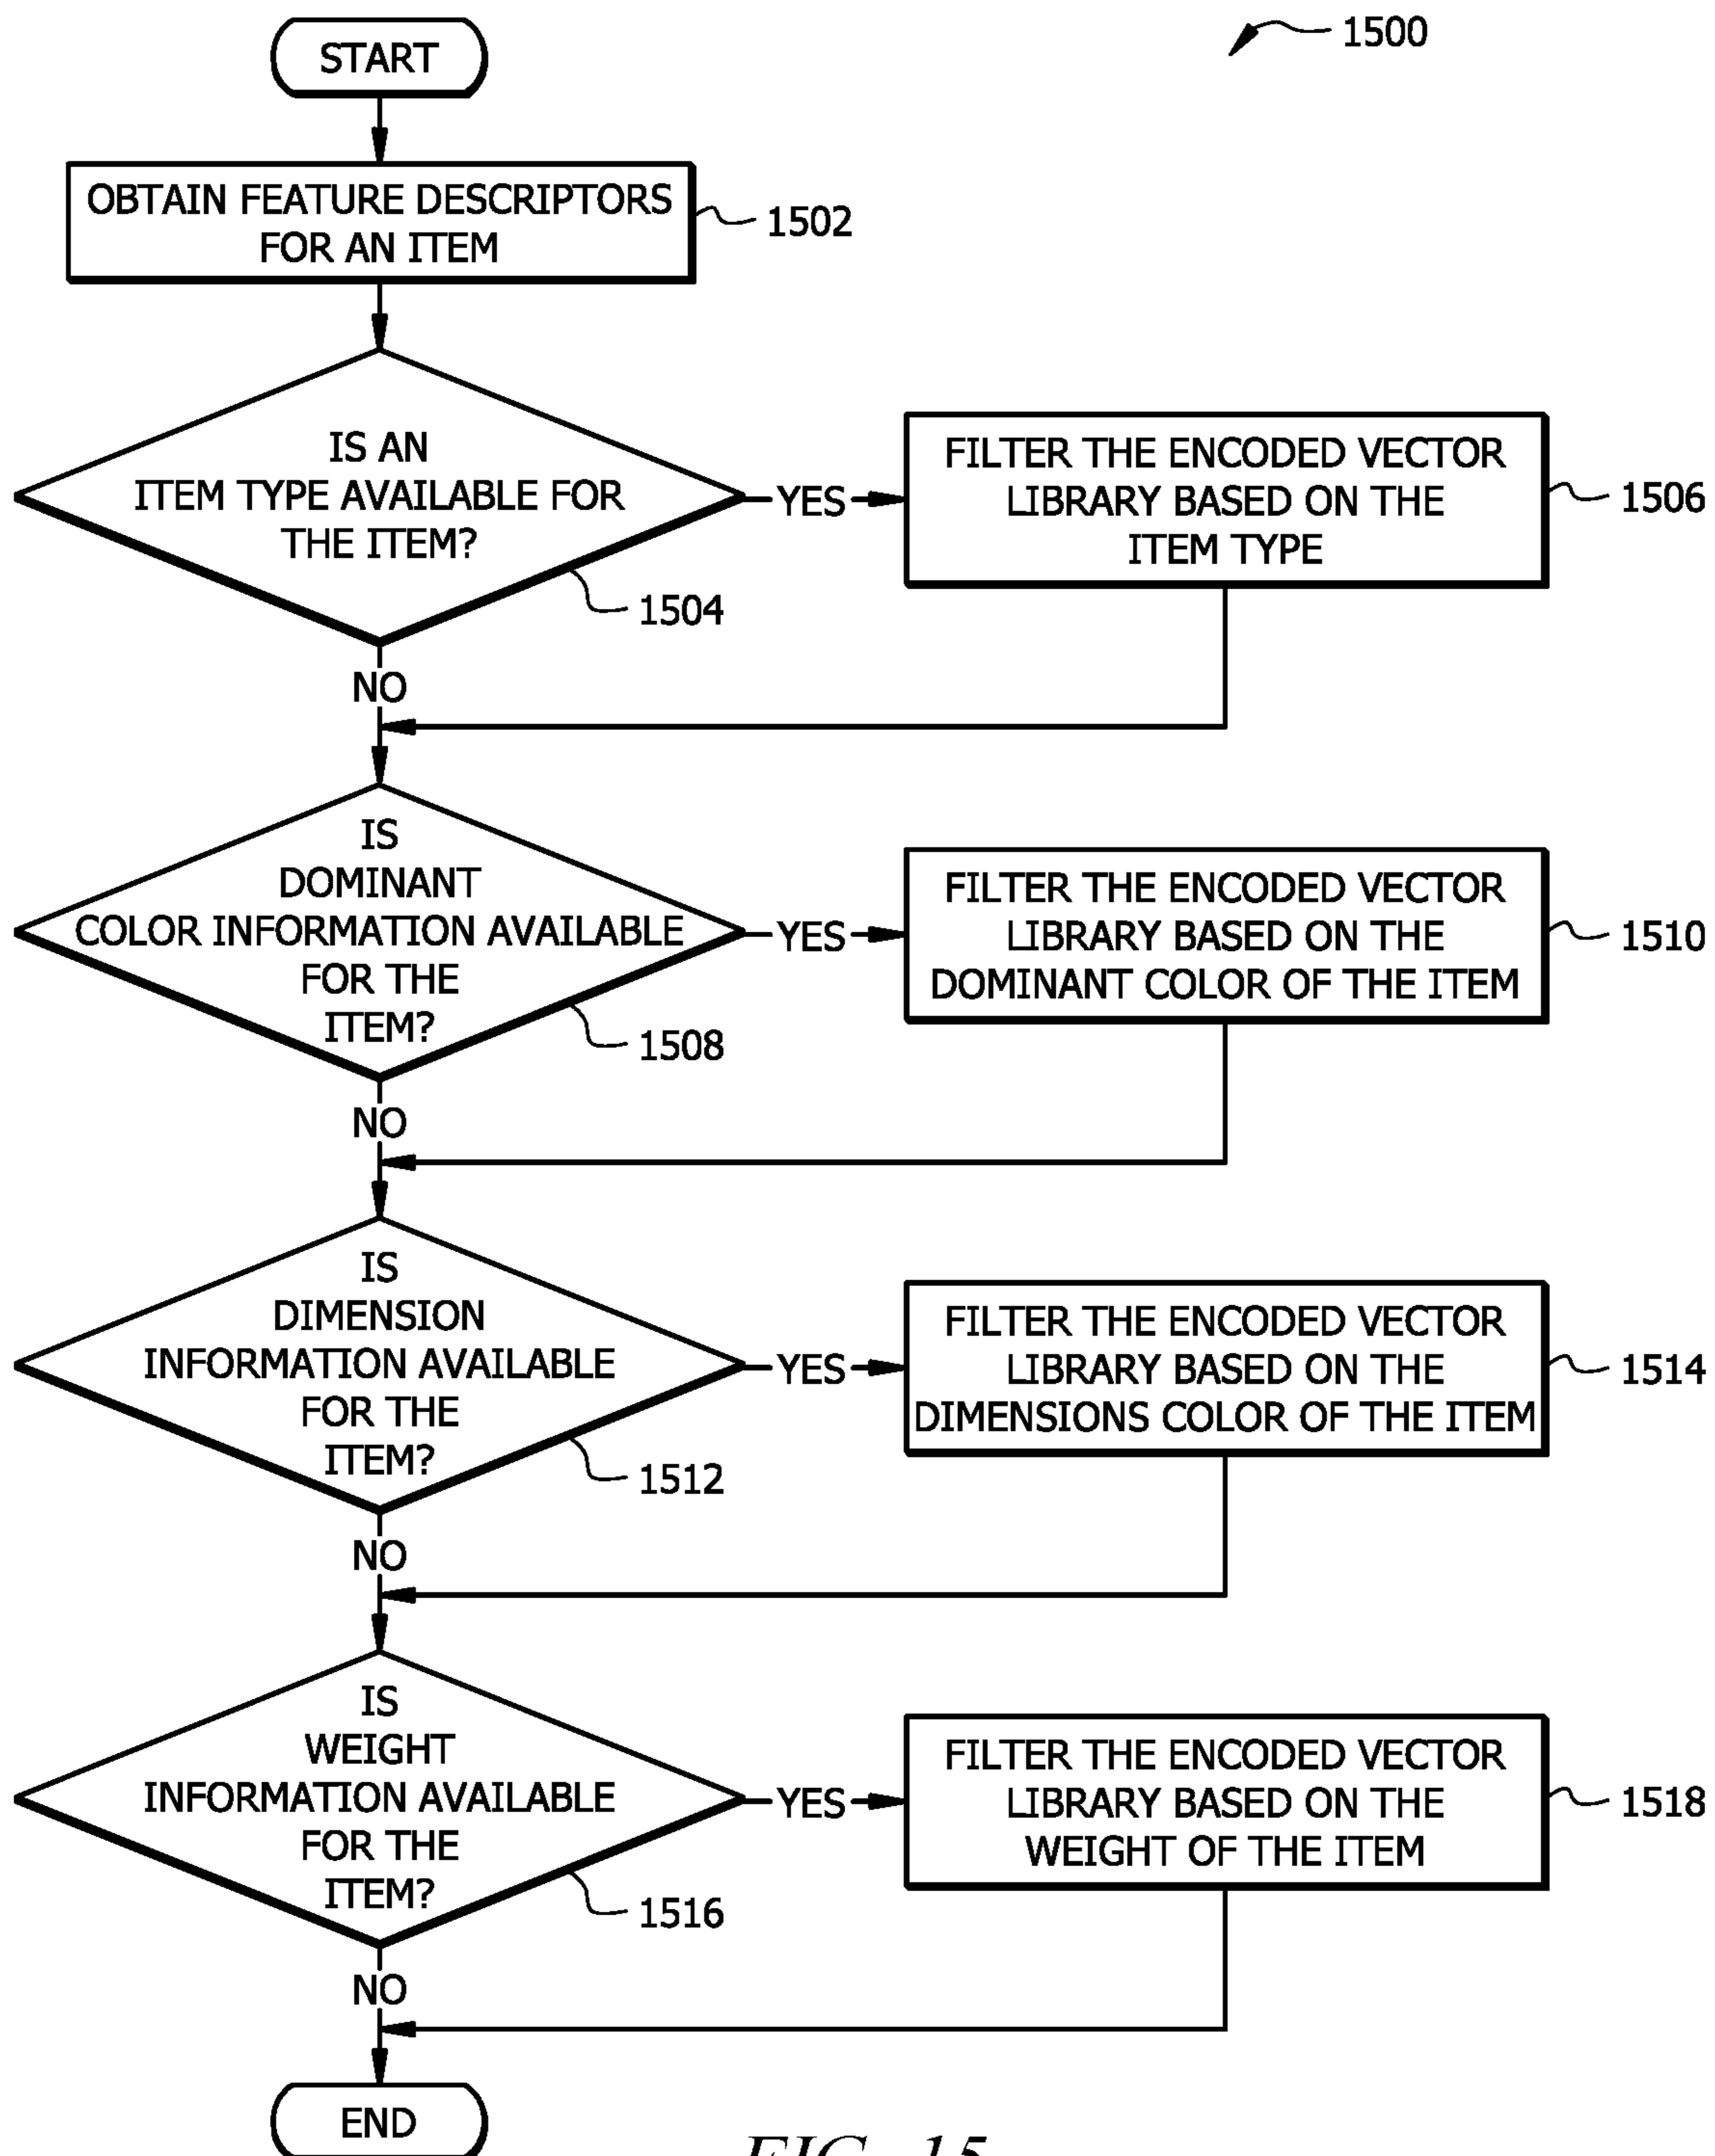 START
1500
OBTAIN FEATURE DESCRIPTORS
FOR AN ITEM
1502
IS AN
ITEM TYPE AVAILABLE FOR
THE ITEM?
1504
YES
FILTER THE ENCODED VECTOR
LIBRARY BASED ON THE
ITEM TYPE
1506
NO
IS
DOMINANT
COLOR INFORMATION AVAILABLE
FOR THE
ITEM?
1508
YES
FILTER THE ENCODED VECTOR
LIBRARY BASED ON THE
DOMINANT COLOR OF THE ITEM
1510
NO
IS
DIMENSION
INFORMATION AVAILABLE
FOR THE
ITEM?
1512
YES
FILTER THE ENCODED VECTOR
LIBRARY BASED ON THE
DIMENSIONS COLOR OF THE ITEM
1514
NO
IS
WEIGHT
INFORMATION AVAILABLE
FOR THE
ITEM?
1516
YES
FILTER THE ENCODED VECTOR
LIBRARY BASED ON THE
WEIGHT OF THE ITEM
1518
NO
END
FIG. 15